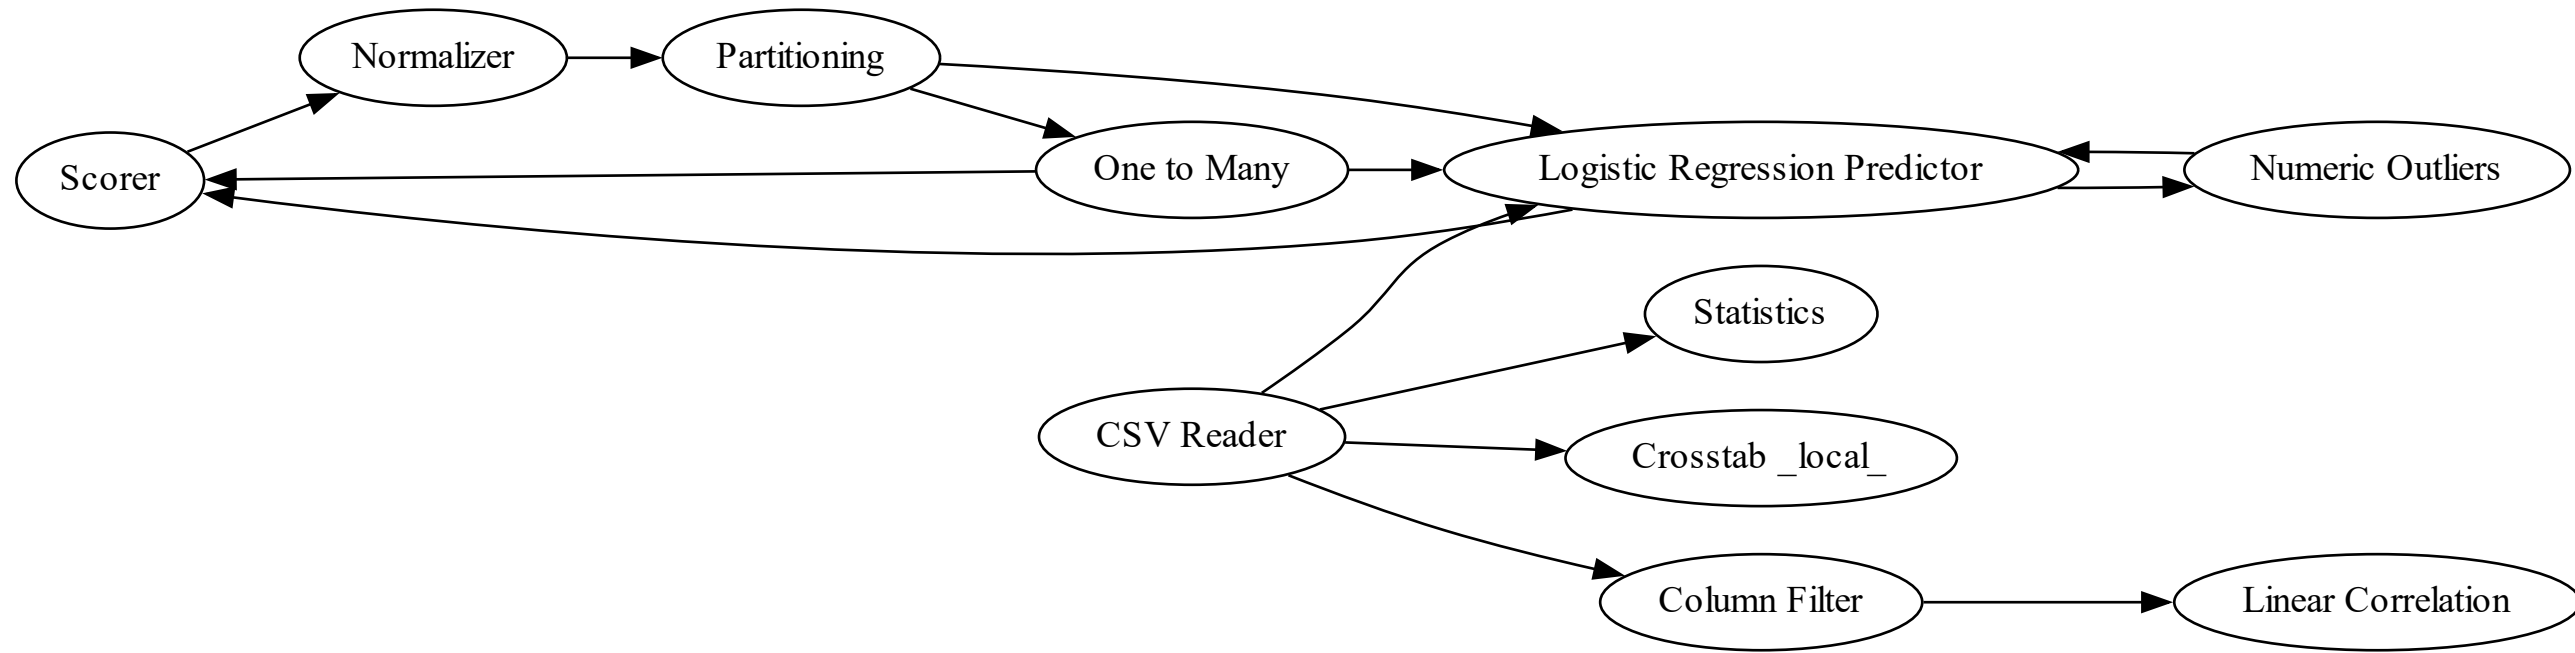 Normalizer
Partitioning
Scorer
One to Many
Logistic Regression Predictor
Numeric Outliers
Statistics
CSV Reader
Crosstab _local_
Column Filter
Linear Correlation